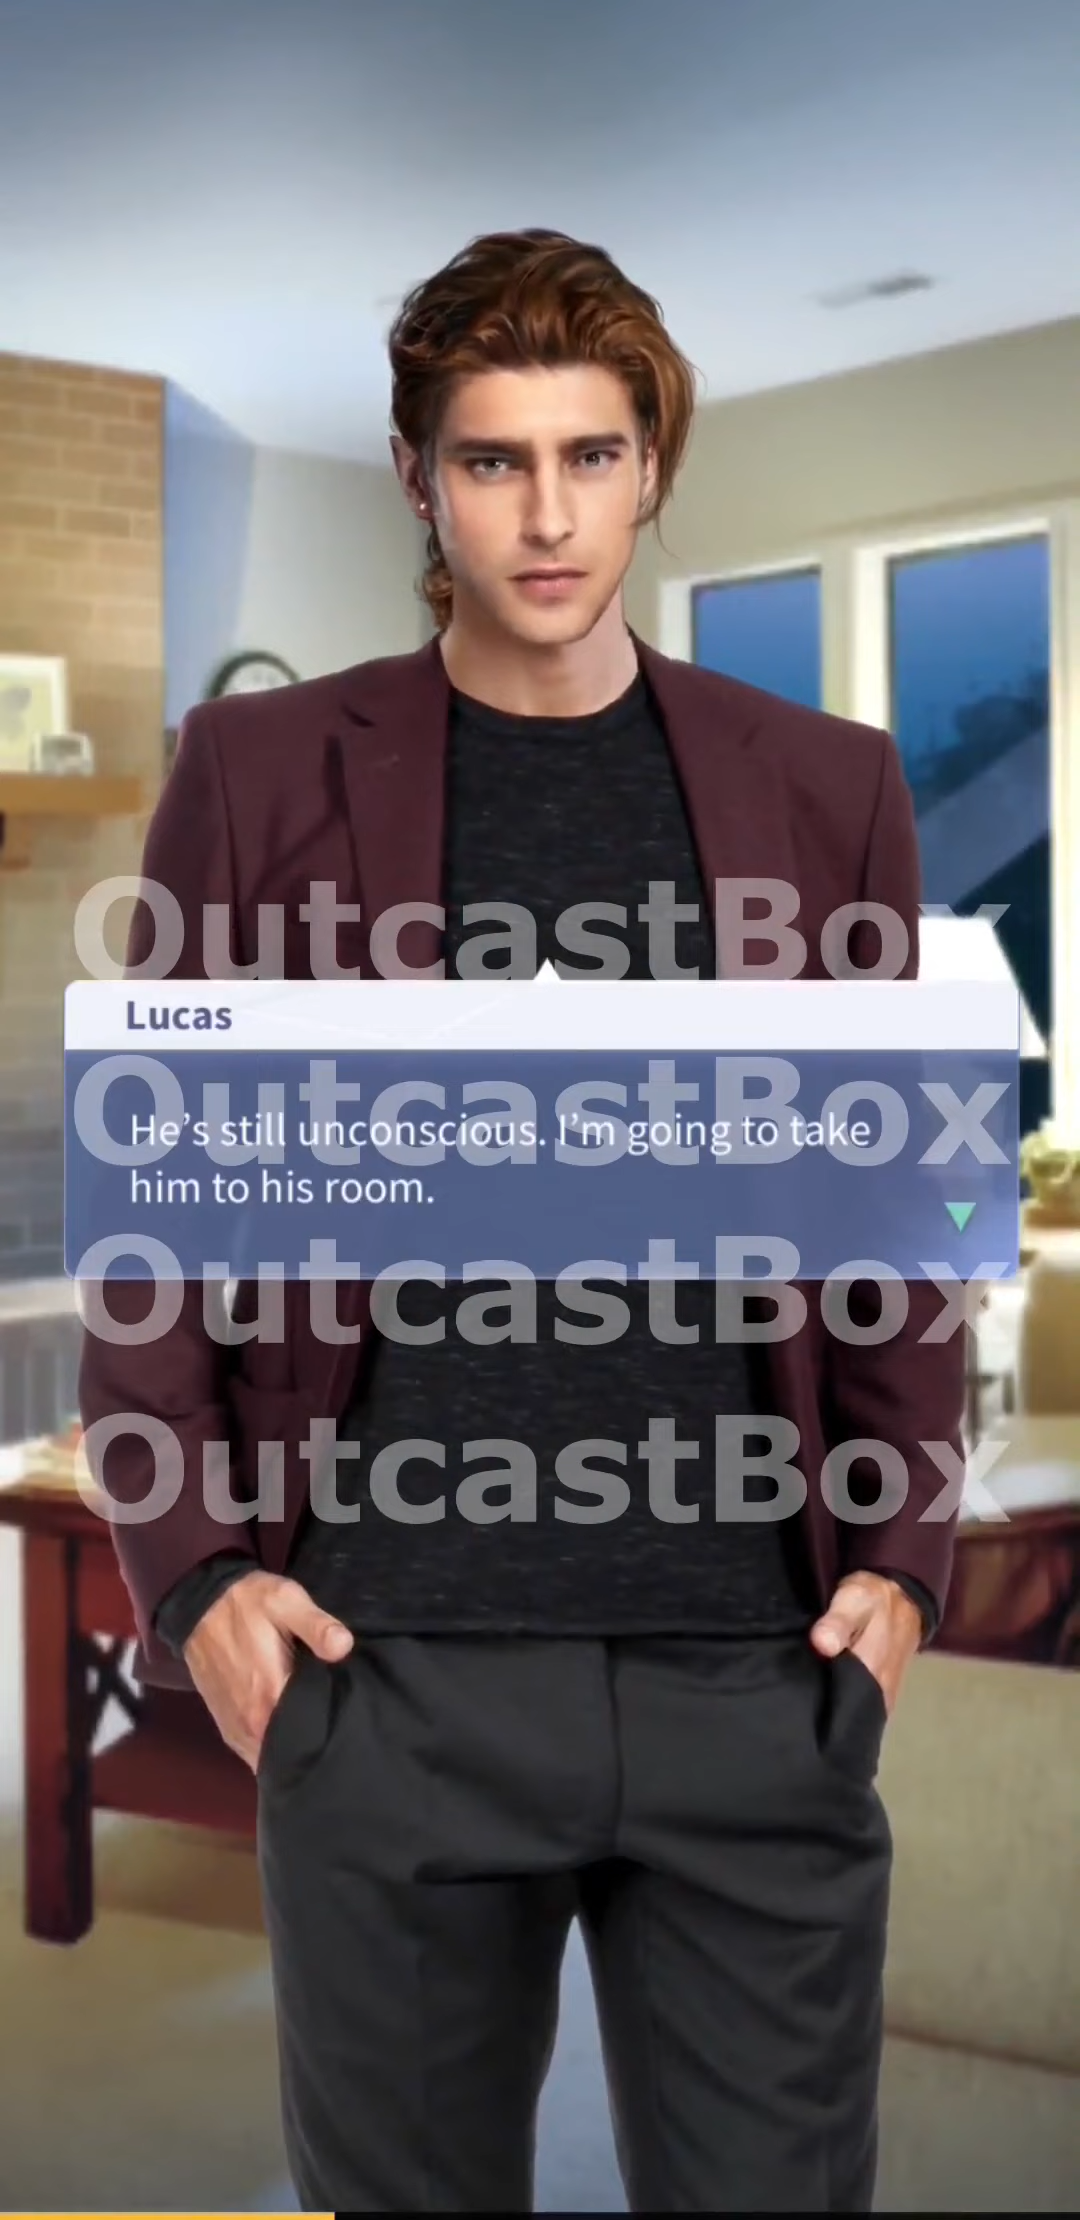 OutcastBox
Lucas
OutcastBox
He's still unconscious. I'm going to take
him to his room.
OutcastBox
OutcastBox